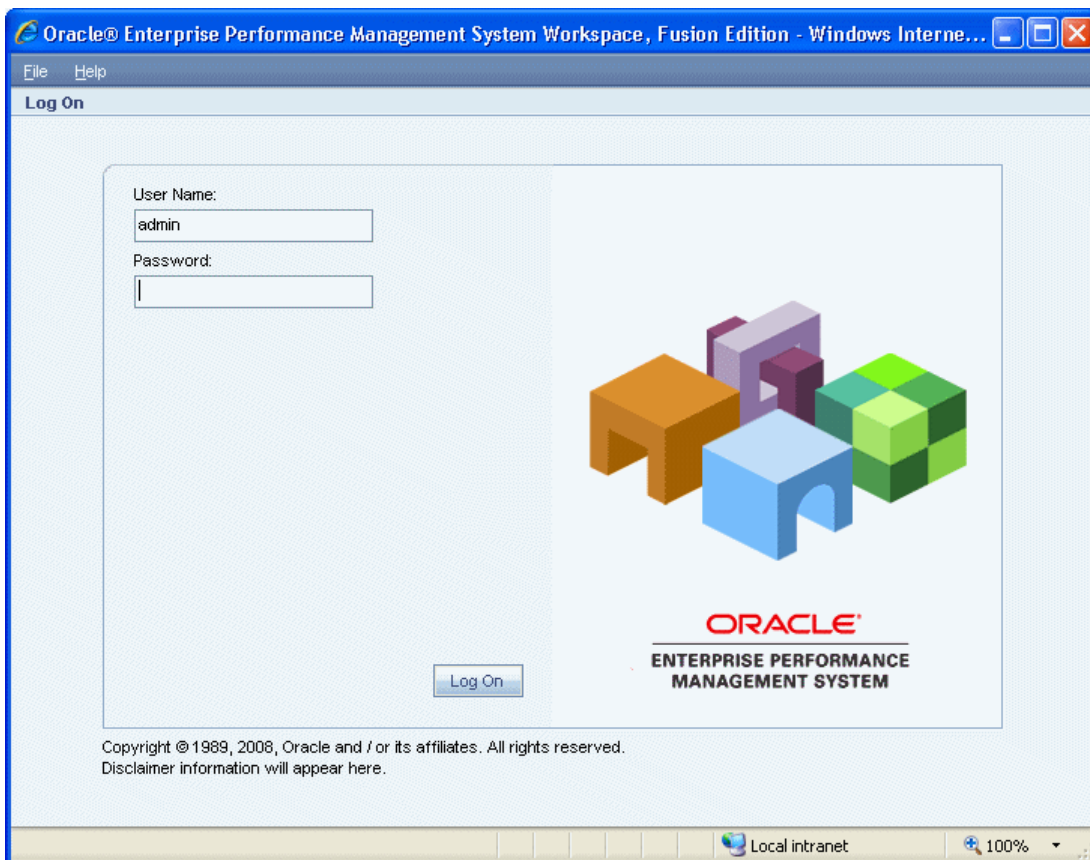 Oracle® Enterprise Performance Management System Workspace, Fusion Edition - Windows Interne...
File Help
Log On
User Name:
admin
Password:
Log On
ORACLE®
ENTERPRISE PERFORMANCE
MANAGEMENT SYSTEM
Copyright © 1989, 2008, Oracle and / or its affiliates. All rights reserved.
Disclaimer information will appear here.
Local intranet
100%